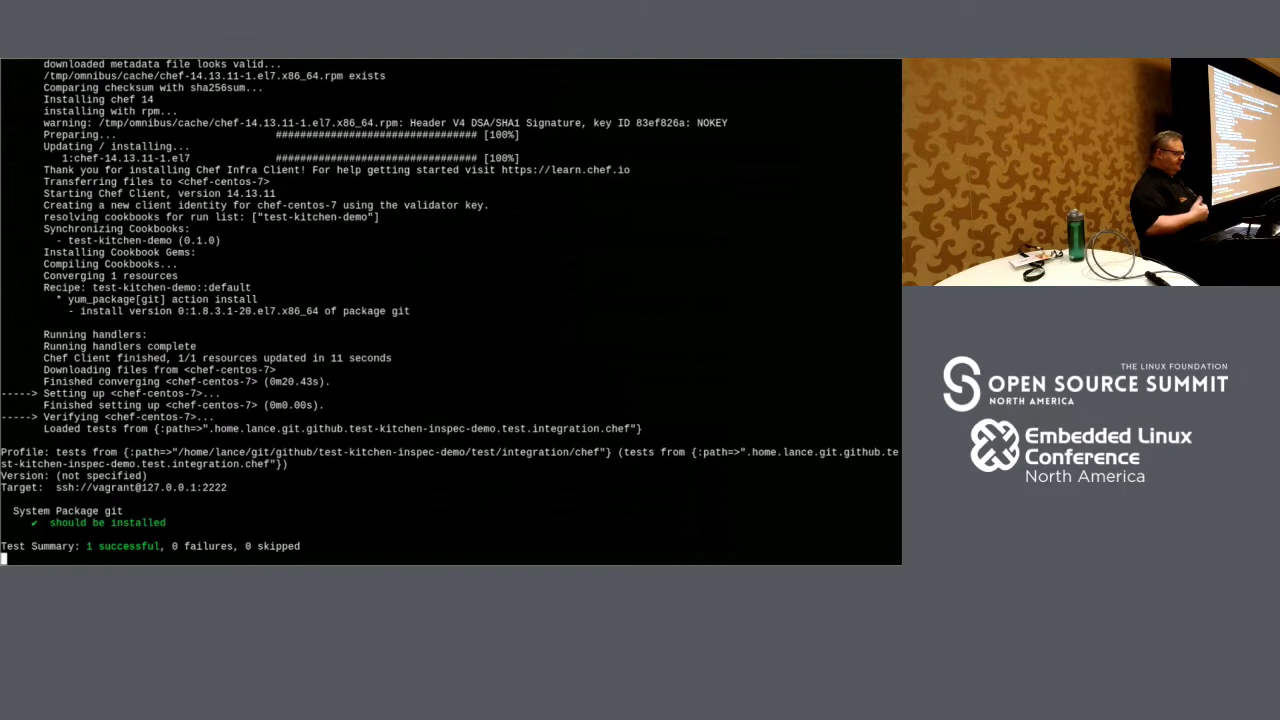 downloaded metadata file looks valid...
/tmp/omnibus/cache/chef-14.13.11-1.el7.x86_64.rpm exists
Comparing checksum with sha256sum...
Installing chef 14
installing with rpm...
warning: /tmp/omnibus/cache/chef-14.13.11-1.el7.x86_64.rpm: Header V4 DSA/SHA1 Signature, key ID 83ef826a: NOKEY
Preparing... ################################# [100%]
Updating / installing...
1:chef-14.13.11-1.el7 ################################# [100%]
Thank you for installing Chef Infra Client! For help getting started visit https://learn.chef.io
Transferring files to <chef-centos-7>
Starting Chef Client, version 14.13.11
Creating a new client identity for chef-centos-7 using the validator key.
resolving cookbooks for run list: ["test-kitchen-demo"]
Synchronizing Cookbooks:
- test-kitchen-demo (0.1.0)
Installing Cookbook Gems:
Compiling Cookbooks...
Converging 1 resources
Recipe: test-kitchen-demo::default
* yum_package[git] action install
- install version 0:1.8.3.1-20.el7.x86_64 of package git
Running handlers:
Running handlers complete
Chef Client finished, 1/1 resources updated in 11 seconds
Downloading files from <chef-centos-7>
Finished converging <chef-centos-7> (0m20.43s).
-----> Setting up <chef-centos-7>...
Finished setting up <chef-centos-7> (0m0.00s).
-----> Verifying <chef-centos-7>...
Loaded tests from {:path=>".home.lance.git.github.test-kitchen-inspec-demo.test.integration.chef"}
Profile: tests from {:path=>"/home/lance/git/github/test-kitchen-inspec-demo/test/integration/chef"} (tests from {:path=>".home.lance.git.github.te
st-kitchen-inspec-demo.test.integration.chef"})
Version: (not specified)
Target: ssh://vagrant@127.0.0.1:2222
System Package git
✔ should be installed
Test Summary: 1 successful, 0 failures, 0 skipped
THE LINUX FOUNDATION
OPEN SOURCE SUMMIT
NORTH AMERICA
Embedded Linux
Conference
North America